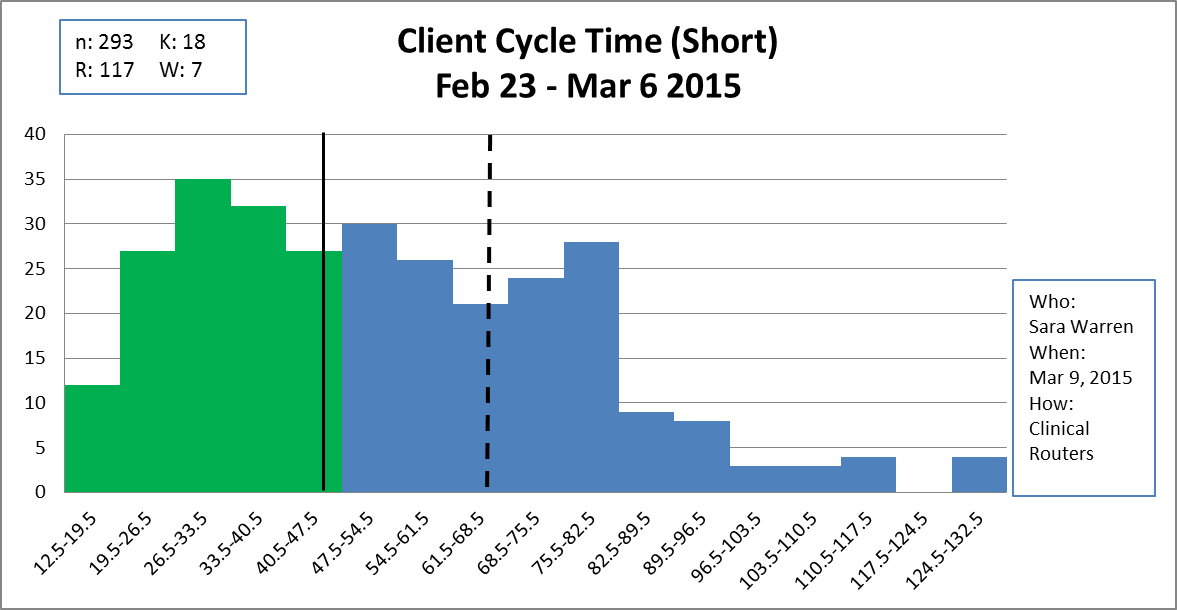 n: 293 K: 18
R: 117 W: 7
Client Cycle Time (Short)
Feb 23 - Mar 6 2015
40
35
30
25
20
15
10
5
0
12.5-19.5
19.5-26.5
26.5-33.5
33.5-40.5
40.5-47.5
47.5-54.5
54.5-61.5
61.5-68.5
68.5-75.5
75.5-82.5
82.5-89.5
89.5-96.5
96.5-103.5
103.5-110.5
110.5-117.5
117.5-124.5
124.5-132.5
Who:
Sara Warren
When:
Mar 9, 2015
How:
Clinical
Routers